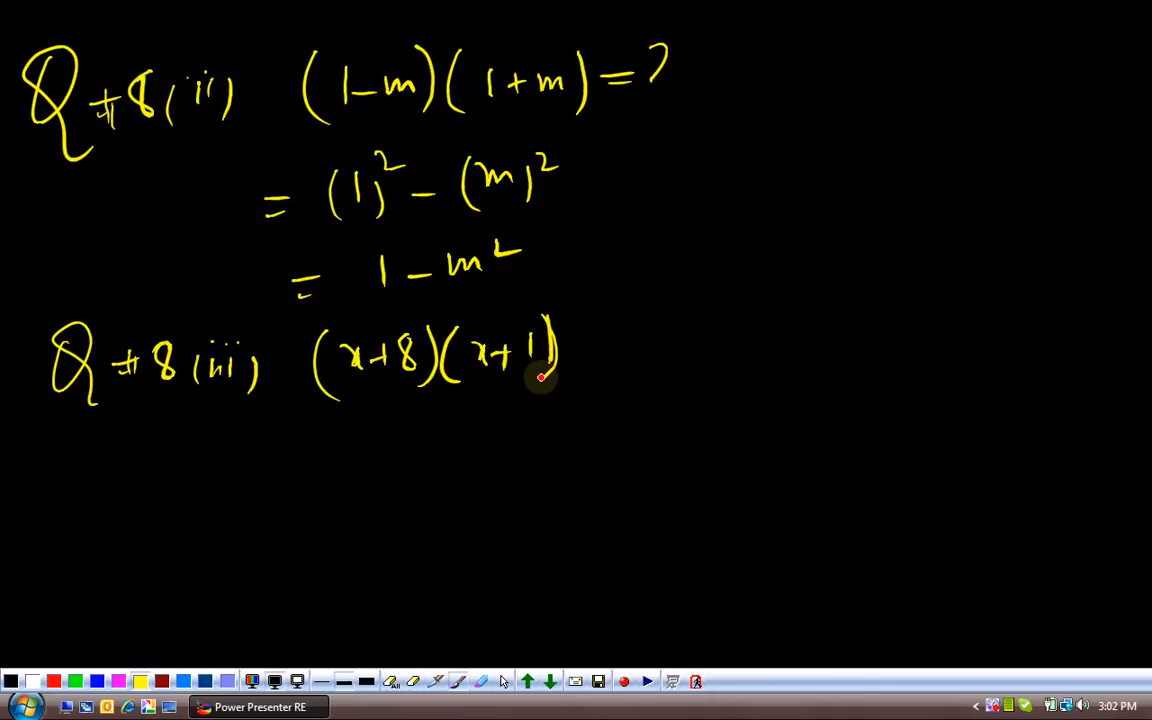 Q#8(ii) (1-m)(1+m)=?
= (1)² - (m)²
= 1-m²
Q#8(iii) (x+8)(x+1)
Power Presenter RE
3:02 PM